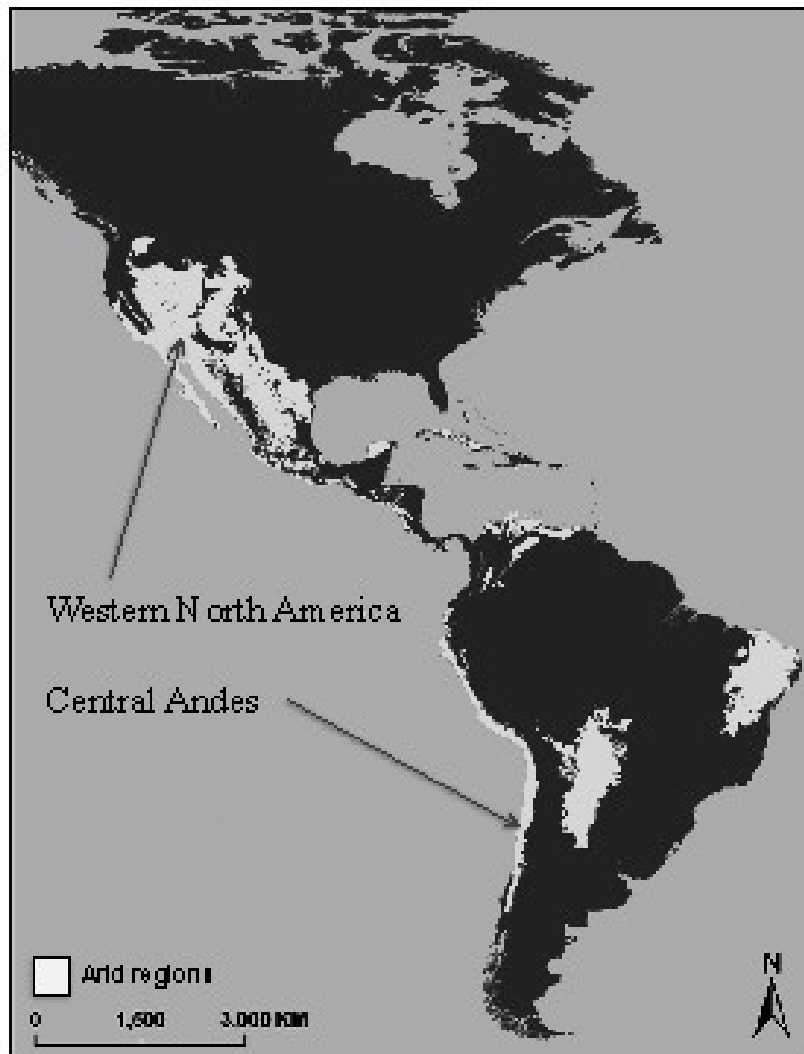 Western North America
Central Andes
Arid regions
0 1,500 3,000 KM
N